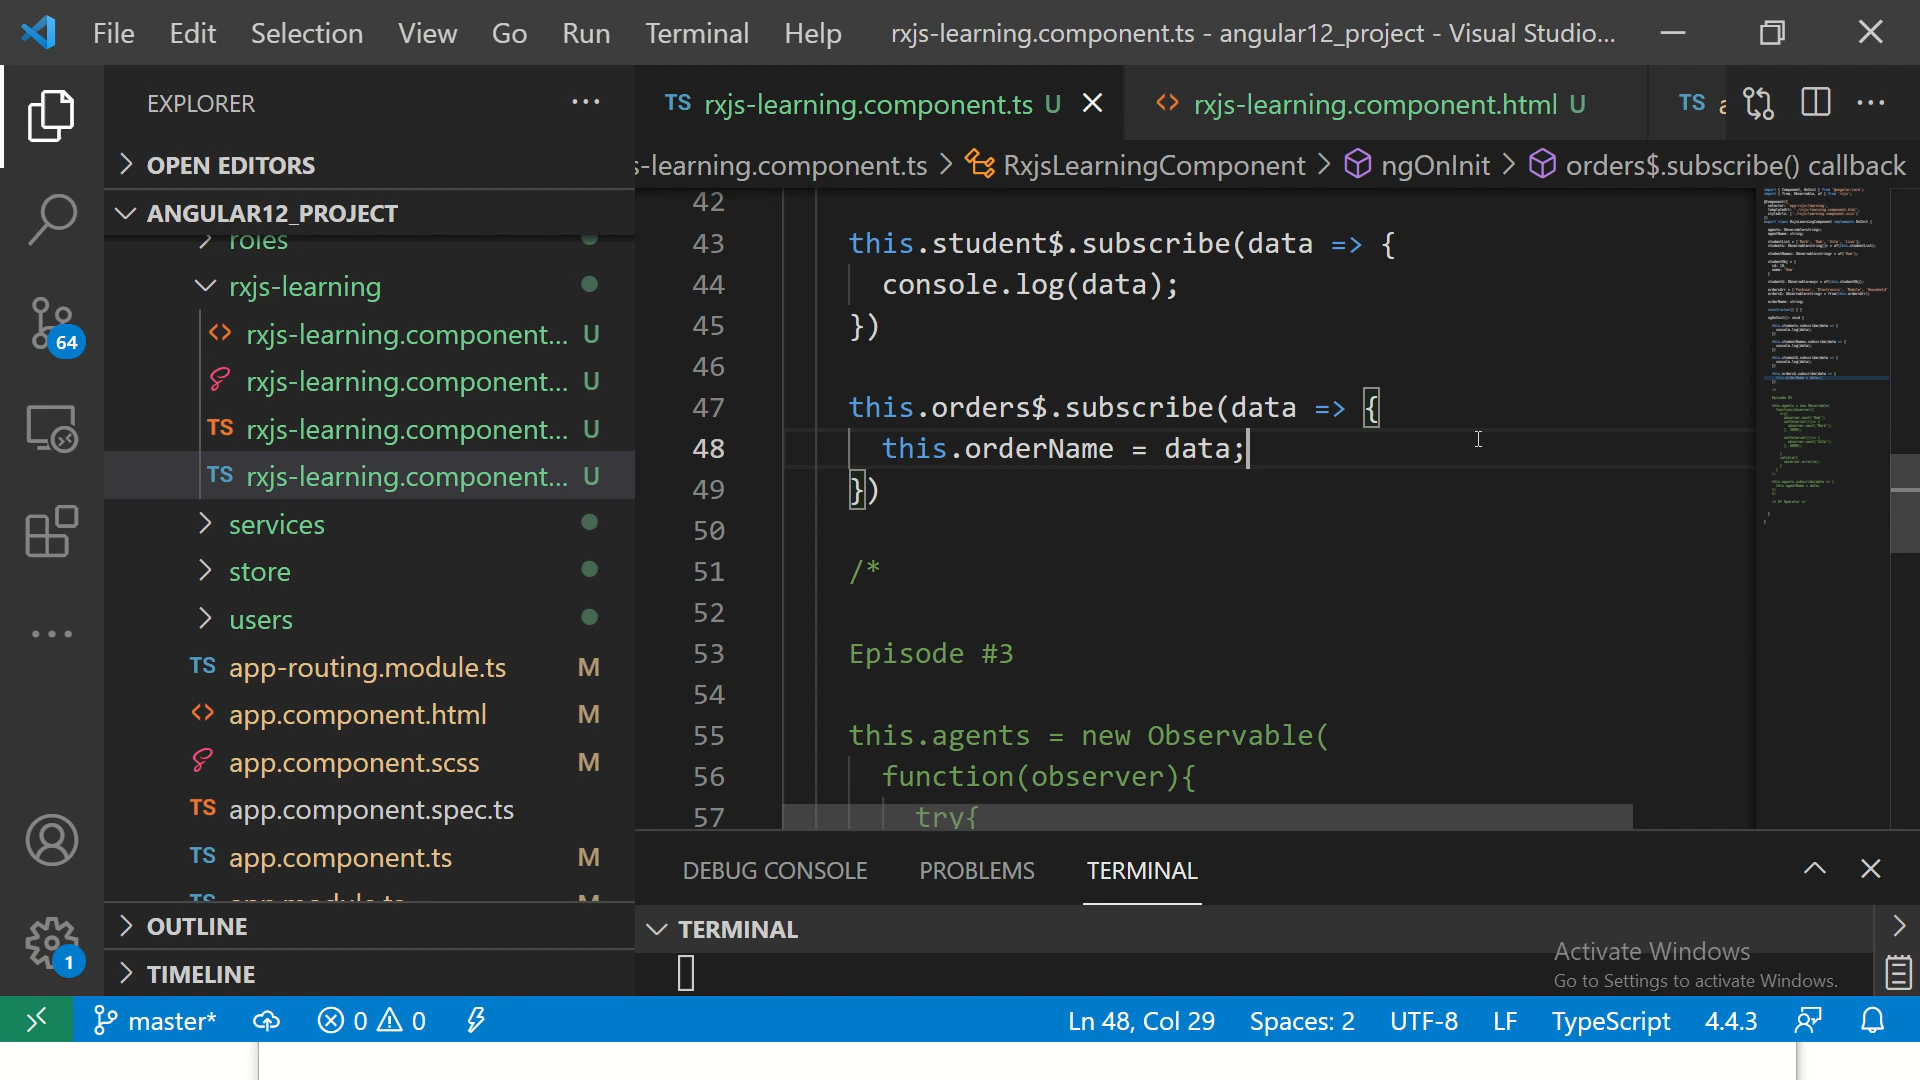 File Edit Selection View Go Run Terminal Help rxjs-learning.component.ts - angular12_project - Visual Studio...
EXPLORER ···
OPEN EDITORS
ANGULAR12_PROJECT
roles
rxjs-learning
rxjs-learning.component... U
rxjs-learning.component... U
TS rxjs-learning.component... U
TS rxjs-learning.component... U
services
store
users
TS app-routing.module.ts M
app.component.html M
app.component.scss M
TS app.component.spec.ts
TS app.component.ts M
OUTLINE
TIMELINE
64
1
TS rxjs-learning.component.ts U
rxjs-learning.component.html U
TS
s-learning.component.ts > RxjsLearningComponent > ngOnInit > orders$.subscribe() callback
42
43 this.student$.subscribe(data => {
44 console.log(data);
45 })
46
47 this.orders$.subscribe(data => {
48 this.orderName = data;
49 })
50
51 /*
52
53 Episode #3
54
55 this.agents = new Observable(
56 function(observer){
57 try{
DEBUG CONSOLE PROBLEMS TERMINAL
TERMINAL
Activate Windows
Go to Settings to activate Windows.
master* 0 0 Ln 48, Col 29 Spaces: 2 UTF-8 LF TypeScript 4.4.3